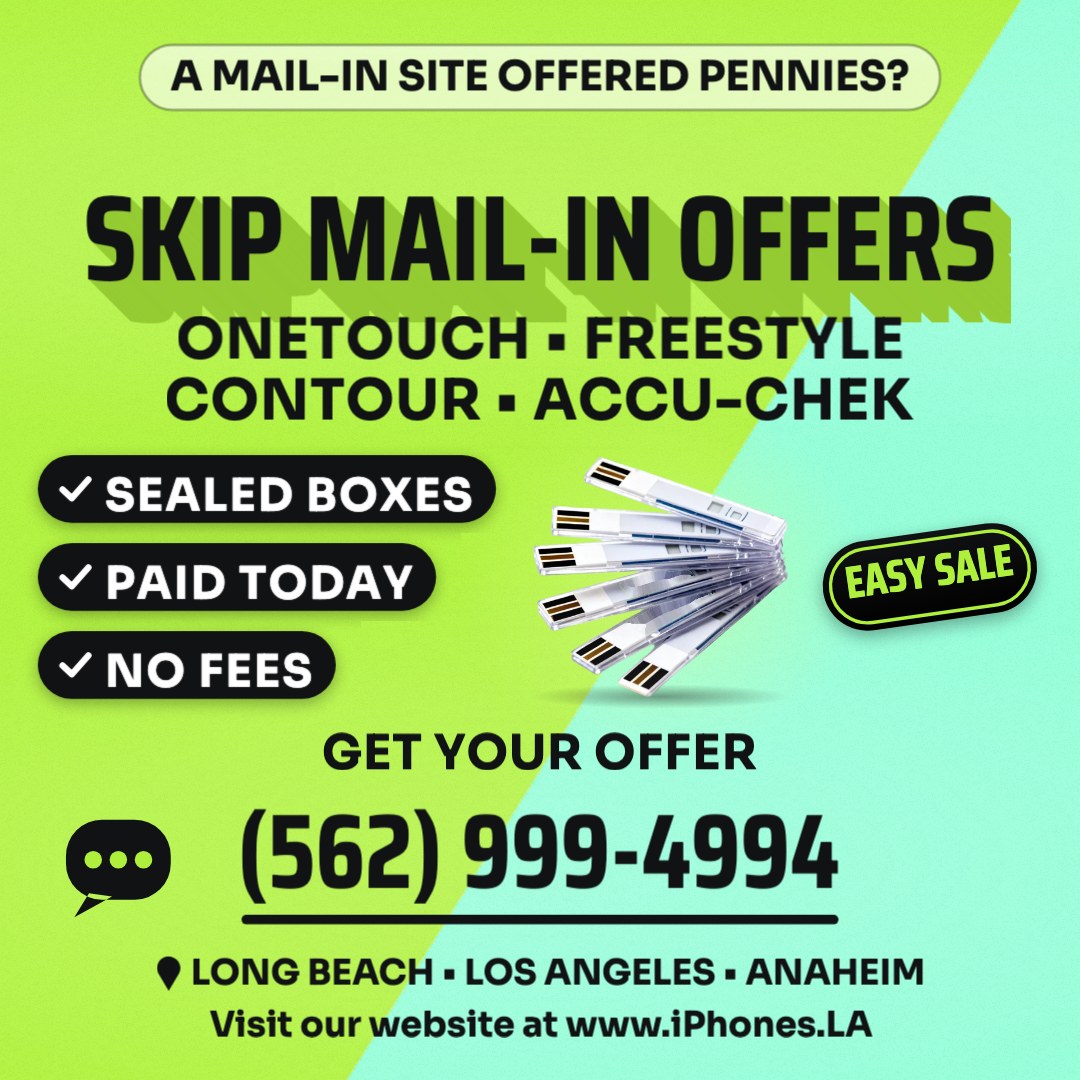 A MAIL-IN SITE OFFERED PENNIES?
SKIP MAIL-IN OFFERS
ONETOUCH ▪ FREESTYLE
CONTOUR ▪ ACCU-CHEK
SEALED BOXES
PAID TODAY
NO FEES
EASY SALE
GET YOUR OFFER
(562) 999-4994
LONG BEACH ▪ LOS ANGELES ▪ ANAHEIM
Visit our website at www.iPhones.LA